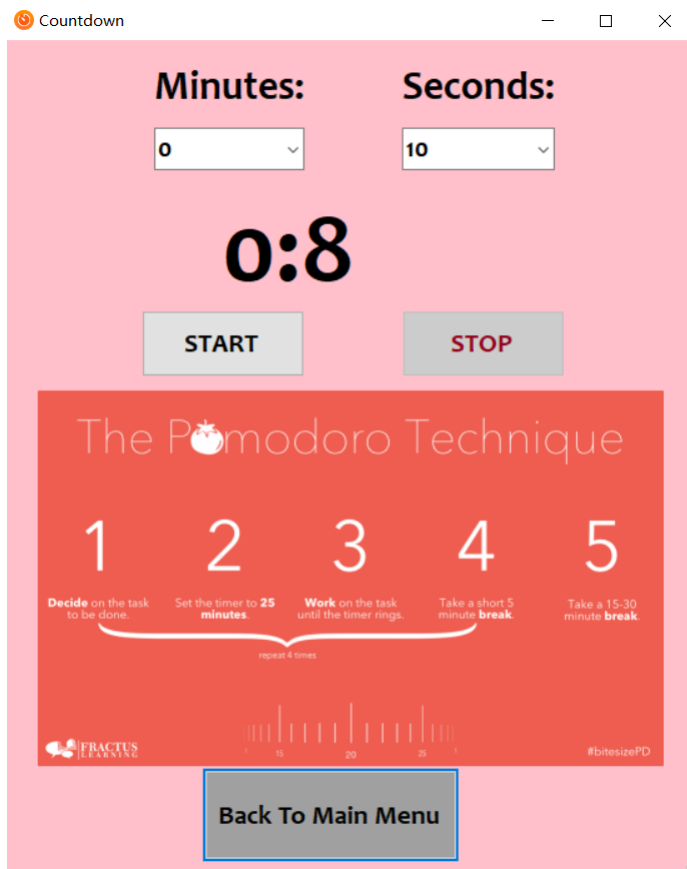 Countdown
Minutes: Seconds:
0 10
0:8
START STOP
The Pomodoro Technique
1 2 3 4 5
Decide on the task
to be done.
Set the timer to 25
minutes.
Work on the task
until the timer rings.
Take a short 5
minute break.
Take a 15-30
minute break.
repeat 4 times
15 20 25
FRACTUS
LEARNING
#bitesizePD
Back To Main Menu